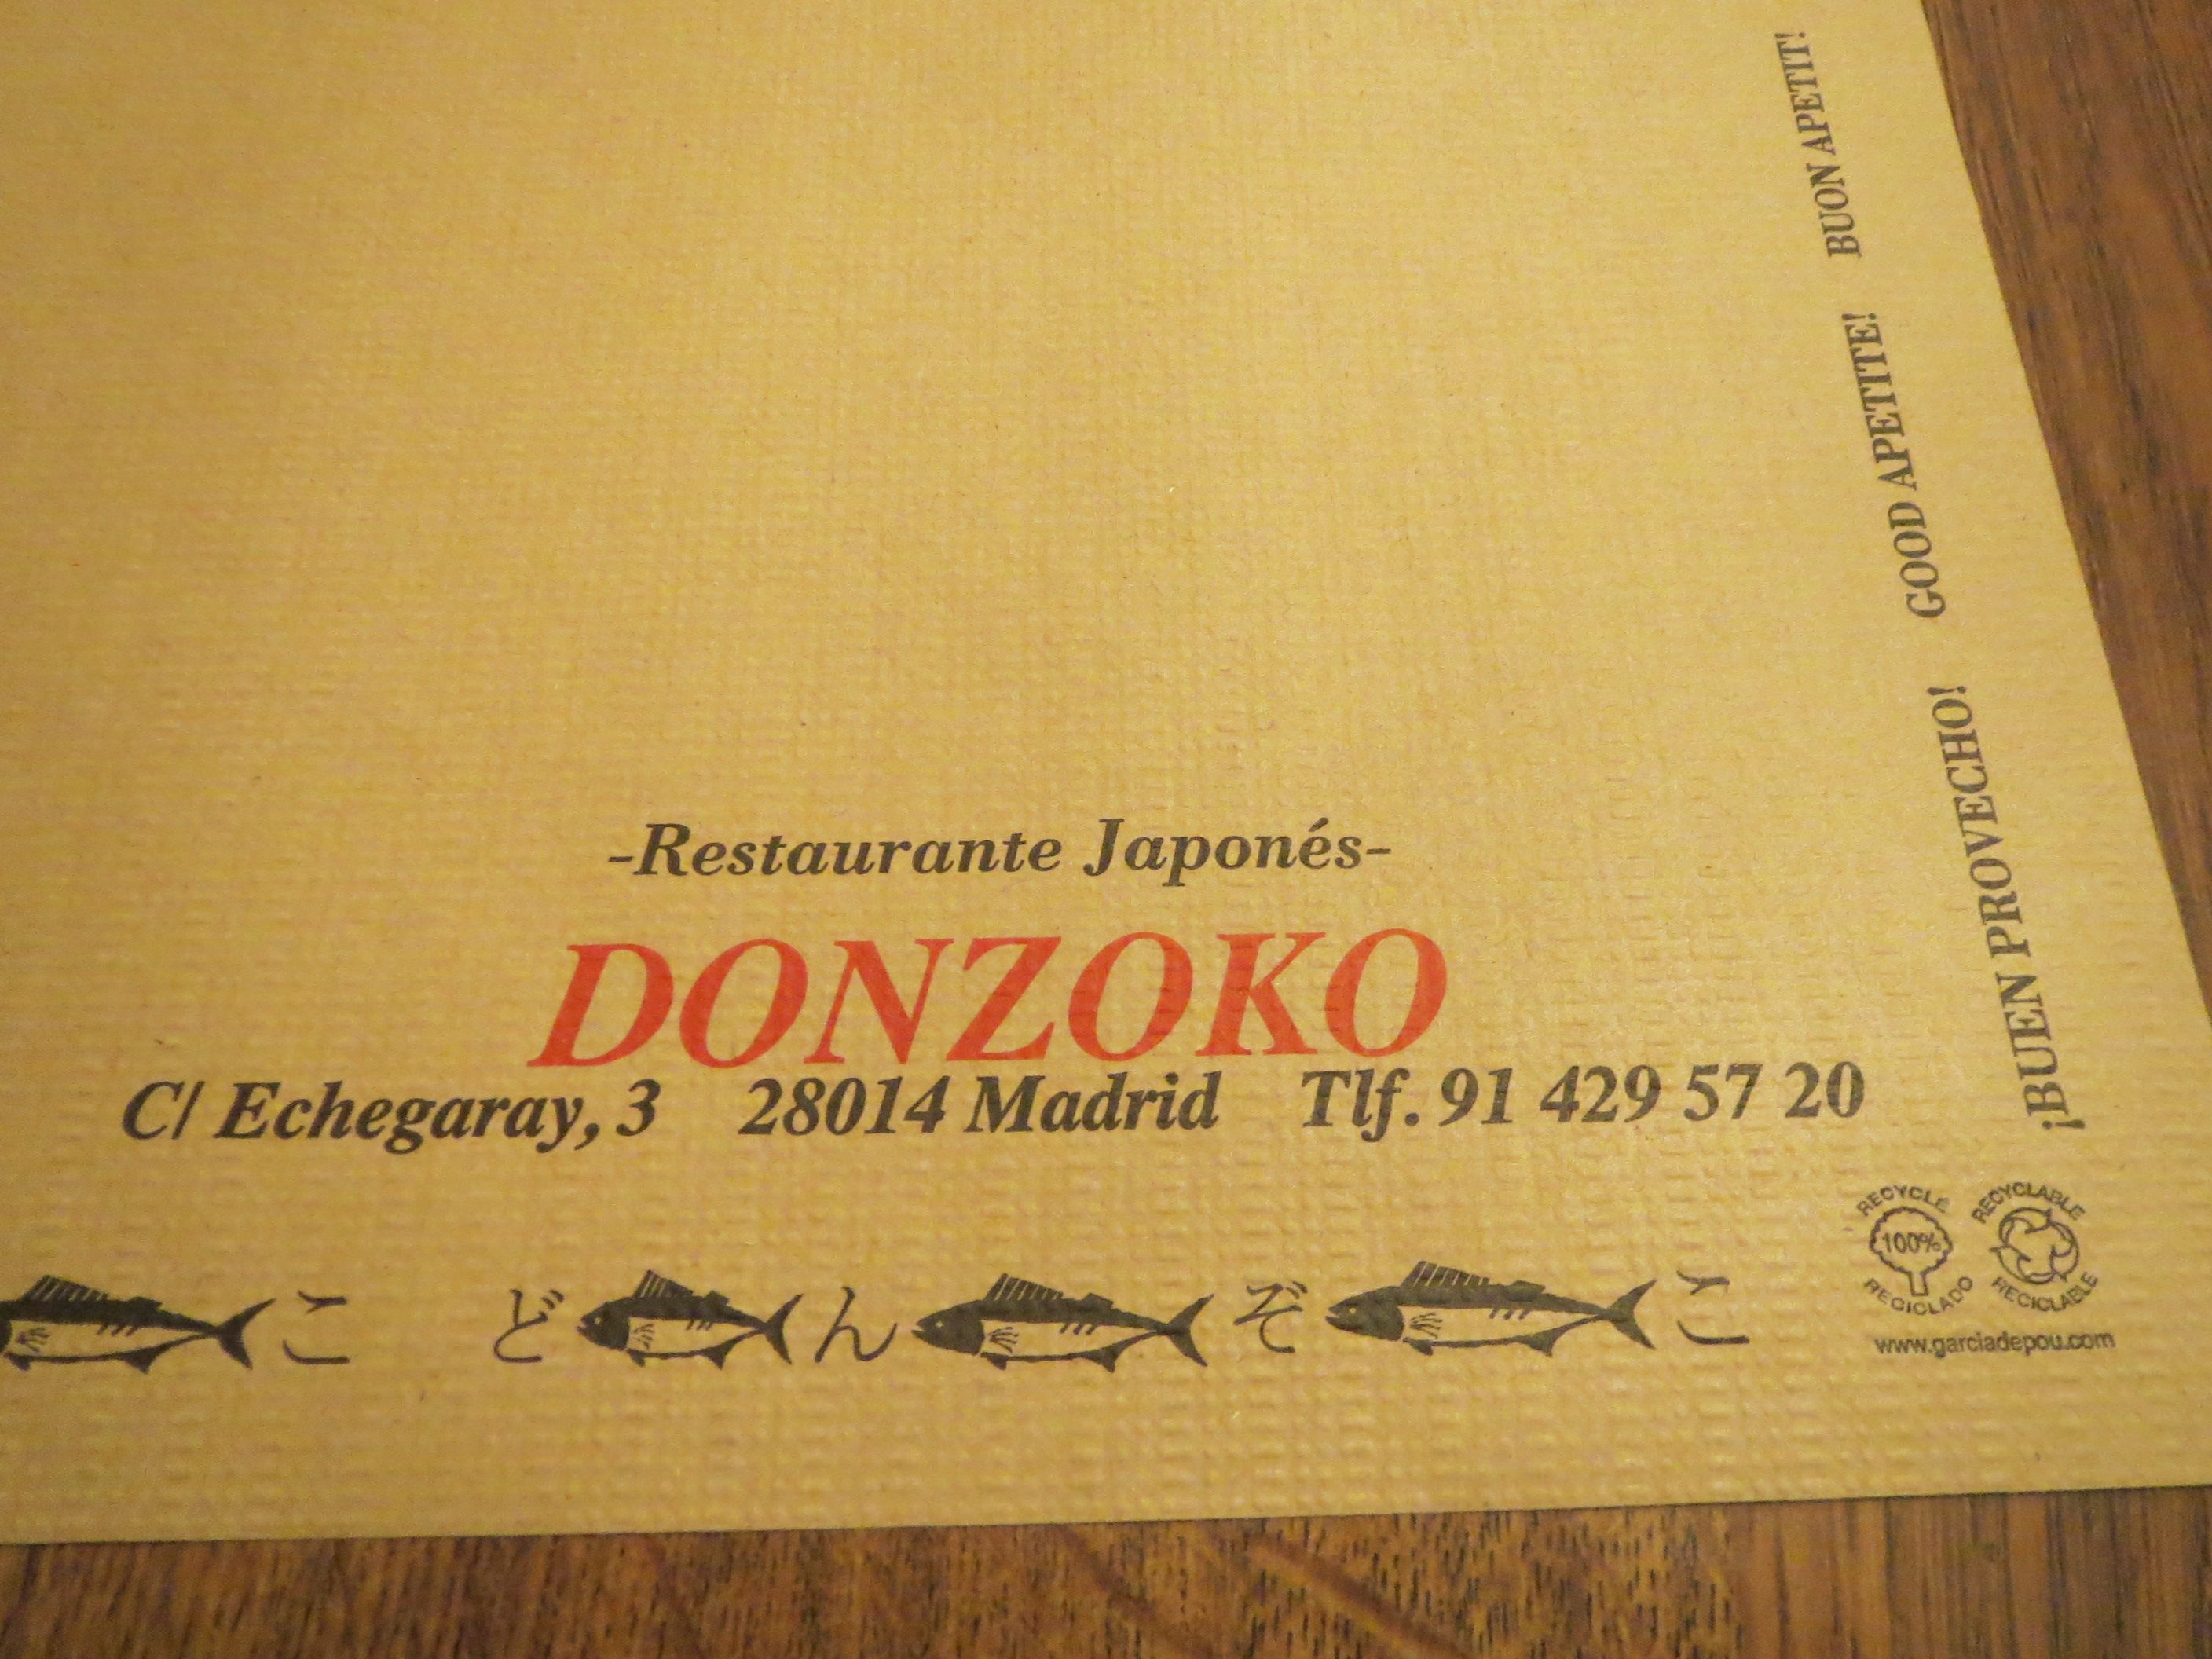 -Restaurante Japonés-
DONZOKO
C/ Echegaray, 3 28014 Madrid Tlf. 91 429 57 20
こ どんぞこ
¡BUEN PROVECHO! GOOD APETITE! BUON APETIT!
RECYCLÉ
100%
RECICLADO
RECYCLABLE
RECICLABLE
www.garciadepou.com